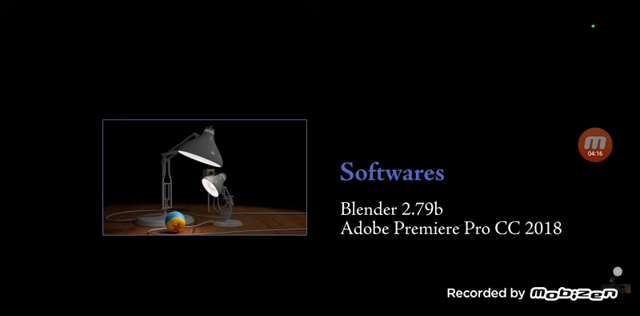 04:16
Softwares
Blender 2.79b
Adobe Premiere Pro CC 2018
Recorded by mobizen